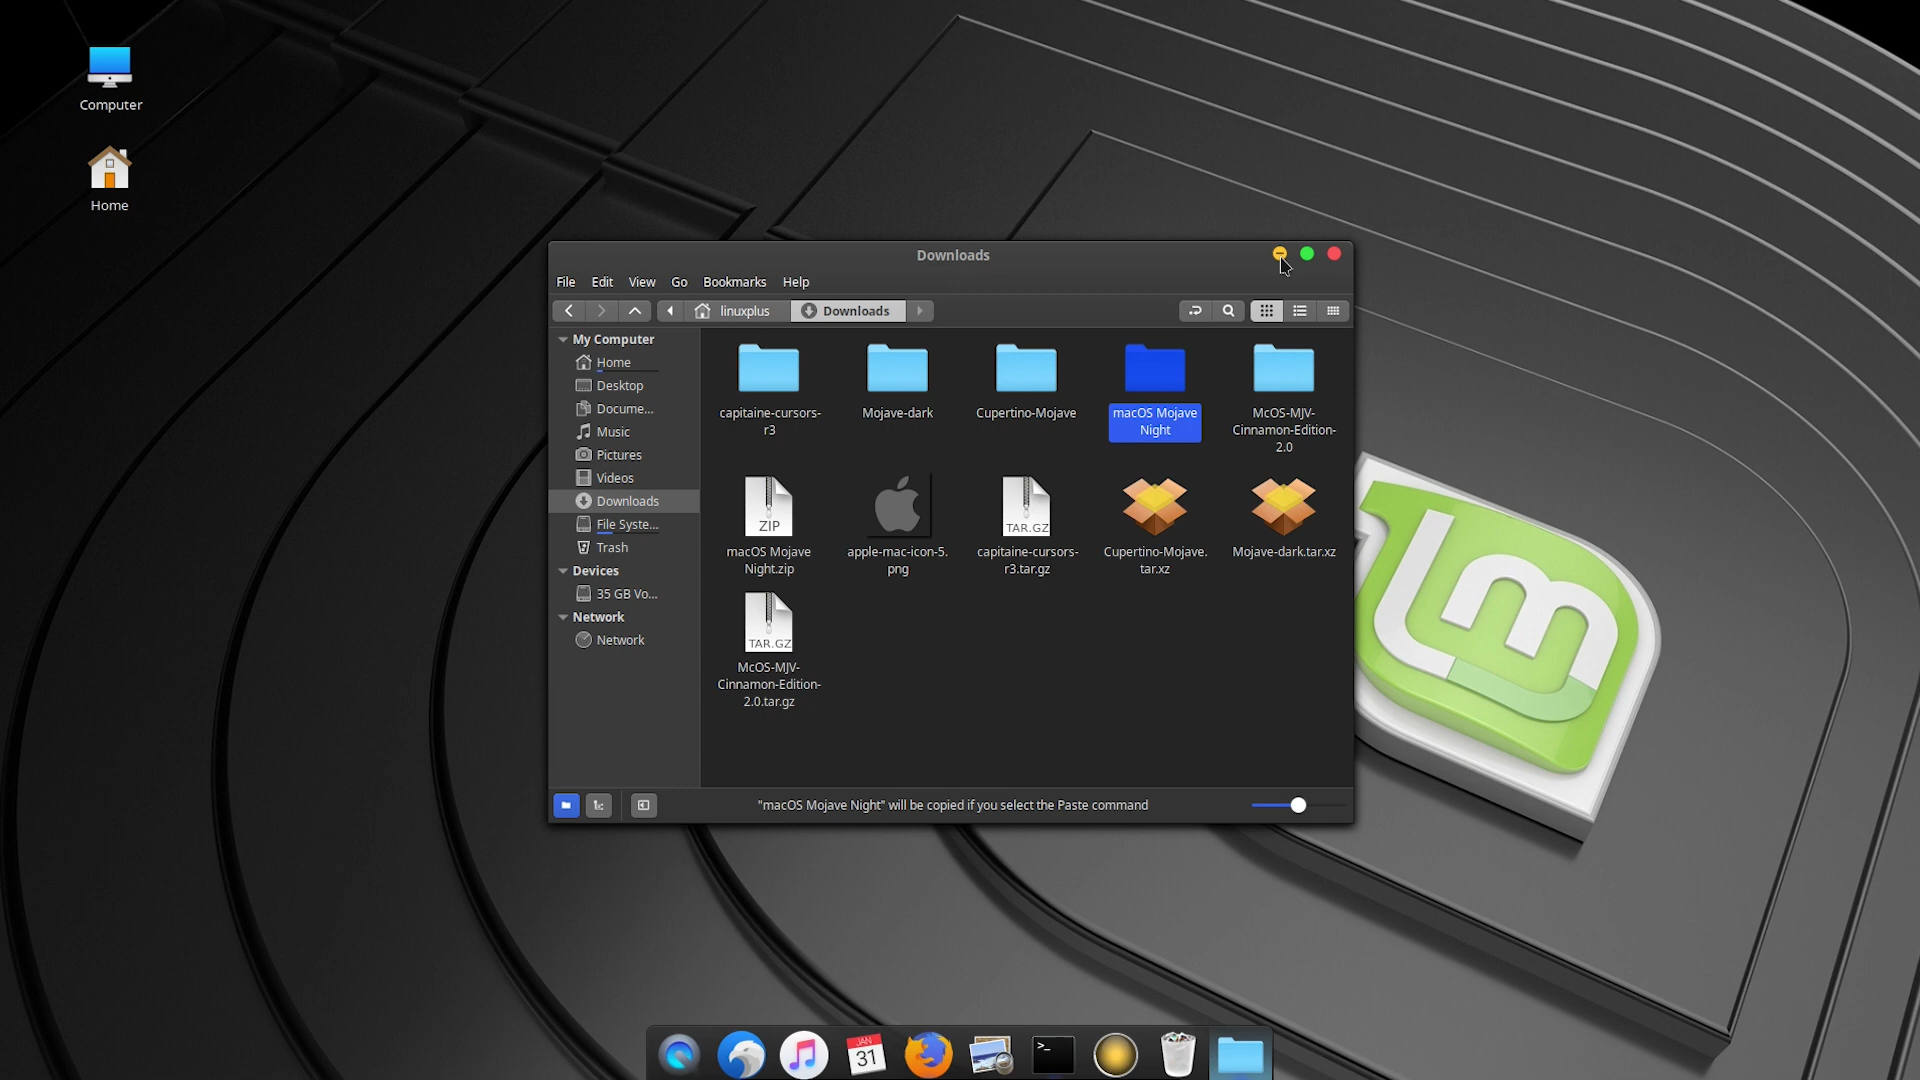 Computer
Home
Downloads
File Edit View Go Bookmarks Help
linuxplus Downloads
My Computer
Home
Desktop
Docume...
Music
Pictures
Videos
Downloads
File Syste...
Trash
Devices
35 GB Vo...
Network
Network
capitaine-cursors-
r3
Mojave-dark
Cupertino-Mojave
macOS Mojave
Night
McOS-MJV-
Cinnamon-Edition-
2.0
ZIP
macOS Mojave
Night.zip
apple-mac-icon-5.
png
TAR.GZ
capitaine-cursors-
r3.tar.gz
Cupertino-Mojave.
tar.xz
Mojave-dark.tar.xz
TAR.GZ
McOS-MJV-
Cinnamon-Edition-
2.0.tar.gz
"macOS Mojave Night" will be copied if you select the Paste command
lm
JAN
31
>_